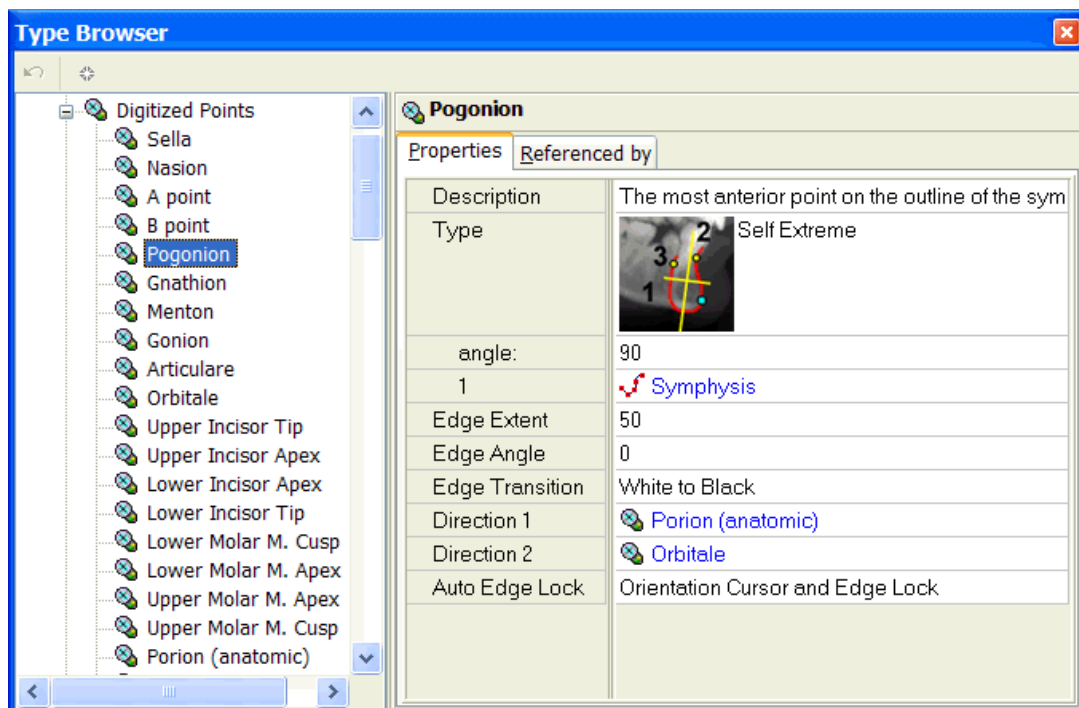 Type Browser
Digitized Points
Sella
Nasion
A point
B point
Pogonion
Gnathion
Menton
Gonion
Articulare
Orbitale
Upper Incisor Tip
Upper Incisor Apex
Lower Incisor Apex
Lower Incisor Tip
Lower Molar M. Cusp
Lower Molar M. Apex
Upper Molar M. Apex
Upper Molar M. Cusp
Porion (anatomic)
Pogonion
Properties Referenced by
Description The most anterior point on the outline of the sym
Type Self Extreme
2
3
1
angle: 90
1 Symphysis
Edge Extent 50
Edge Angle 0
Edge Transition White to Black
Direction 1 Porion (anatomic)
Direction 2 Orbitale
Auto Edge Lock Orientation Cursor and Edge Lock